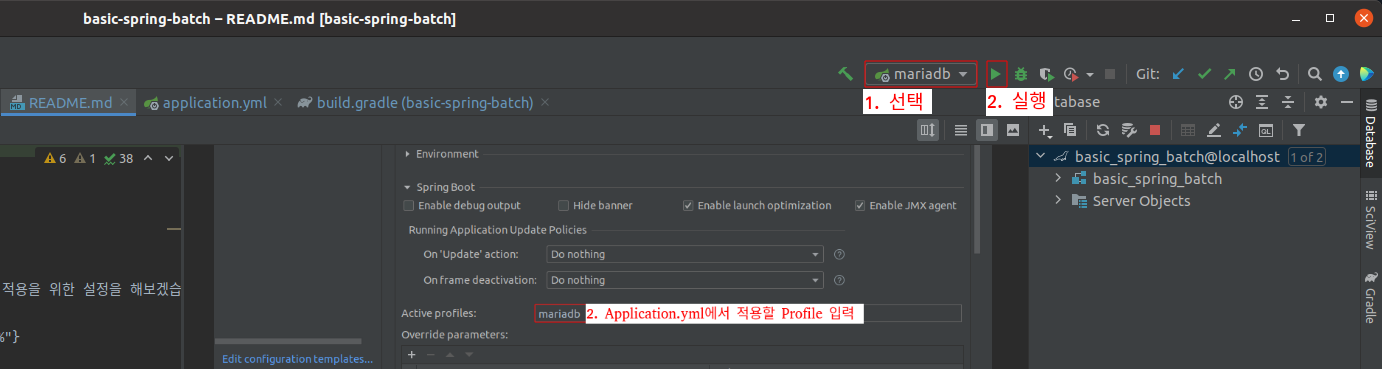 basic-spring-batch – README.md [basic-spring-batch]
mariadb
Git:
README.md
application.yml
build.gradle (basic-spring-batch)
1. 선택
2. 실행
tabase
6
1
38
Environment
Spring Boot
Enable debug output
Hide banner
Enable launch optimization
Enable JMX agent
Running Application Update Policies
On 'Update' action:
Do nothing
On frame deactivation:
Do nothing
적용을 위한 설정을 해보겠습
Active profiles:
mariadb
2. Application.yml에서 적용할 Profile 입력
%"}
Override parameters:
Edit configuration templates...
basic_spring_batch@localhost
1 of 2
basic_spring_batch
Server Objects
Database
SciView
Gradle